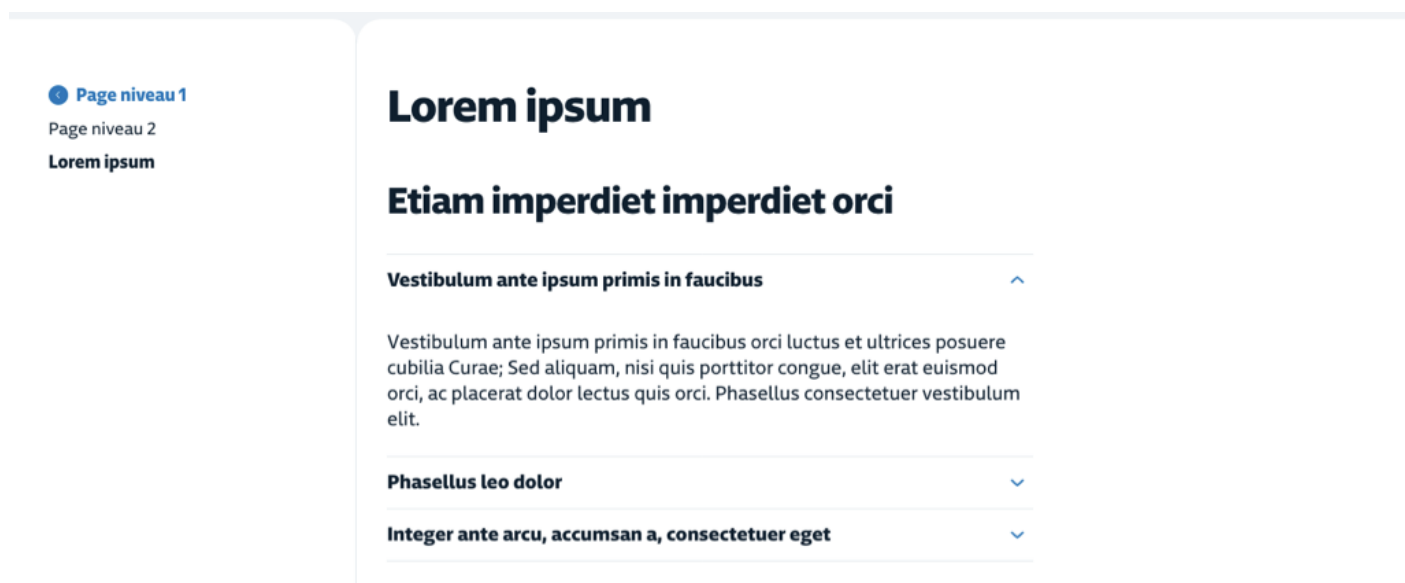 Page niveau 1
Page niveau 2
Lorem ipsum
Lorem ipsum
Etiam imperdiet imperdiet orci
Vestibulum ante ipsum primis in faucibus
Vestibulum ante ipsum primis in faucibus orci luctus et ultrices posuere
cubilia Curae; Sed aliquam, nisi quis porttitor congue, elit erat euismod
orci, ac placerat dolor lectus quis orci. Phasellus consectetuer vestibulum
elit.
Phasellus leo dolor
Integer ante arcu, accumsan a, consectetuer eget